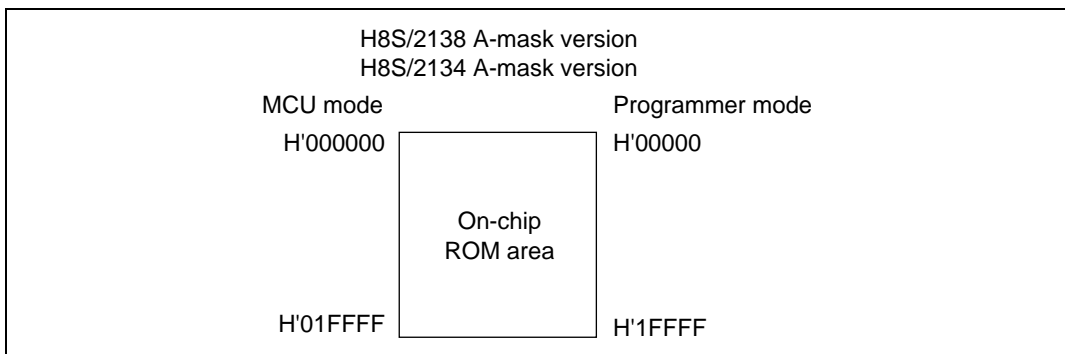 H8S/2138 A-mask version
H8S/2134 A-mask version
MCU mode
Programmer mode
H'000000
H'00000
On-chip
ROM area
H'01FFFF
H'1FFFF